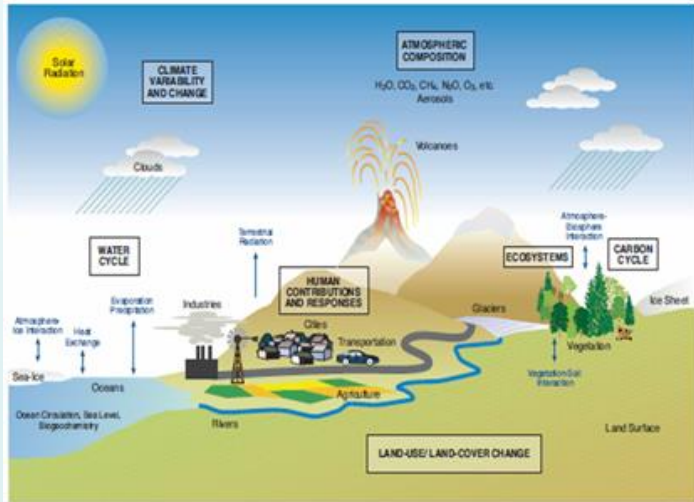 Solar
Radiation
CLIMATE
VARIABILITY
AND CHANGE
ATMOSPHERIC
COMPOSITION
H₂O, CO₂, CH₄, N₂O, O₃, etc.
Aerosols
Clouds
Volcanoes
WATER
CYCLE
Terrestrial
Radiation
Atmosphere-
Biosphere
Interaction
ECOSYSTEMS
CARBON
CYCLE
HUMAN
CONTRIBUTIONS
AND RESPONSES
Atmosphere-
Ice Interaction
Heat
Exchange
Evaporation
Precipitation
Industries
Cities
Transportation
Glaciers
Ice Sheet
Vegetation
Sea-Ice
Oceans
Agriculture
Vegetation-Soil
Interaction
Ocean Circulation, Sea Level,
Biogeochemistry
Rivers
Land Surface
LAND-USE/ LAND-COVER CHANGE